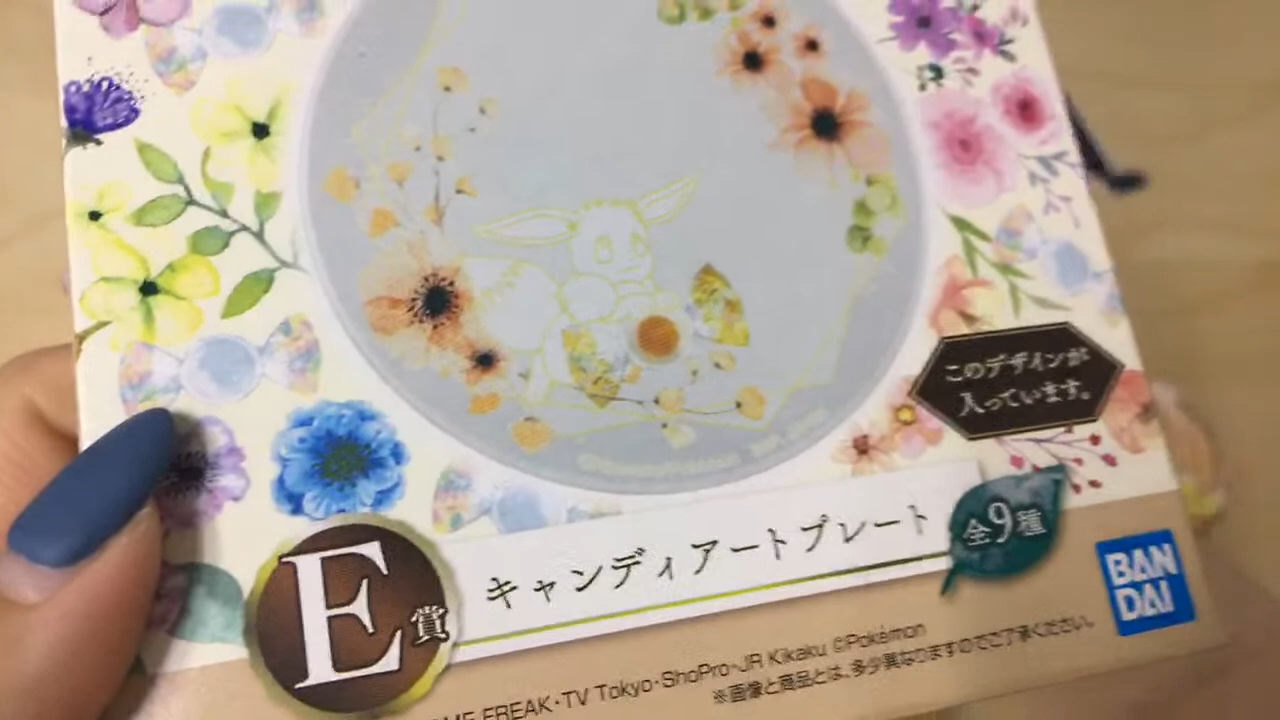 このデザインが
入っています。
E賞
キャンディアートプレート
全9種
BAN
DAI
FREAK・TV Tokyo・ShoPro・JR Kikaku ©Pokémon
※画像と商品とは、多少異なりますのでご了承ください。